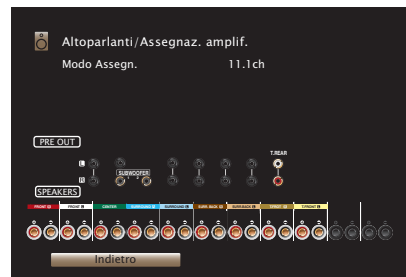 Altoparlanti/Assegnaz. amplif.
Modo Assegn. 11.1ch
PRE OUT
T.REAR
L
SUBWOOFER
R
SPEAKERS
FRONT FRONT CENTER SURROUND SURROUND SURR. BACK SURR.BACK T.FRONT T.FRONT
Indietro